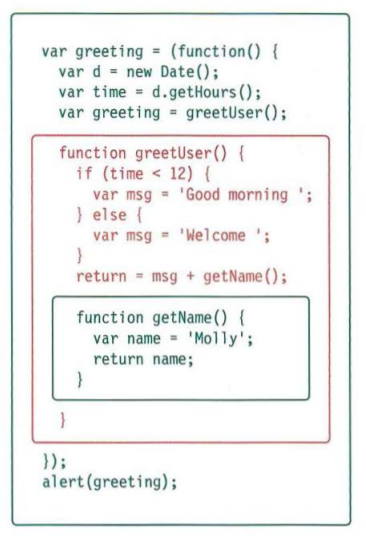 var greeting = (function() {
var d = new Date();
var time = d.getHours();
var greeting = greetUser();
function greetUser() {
if (time < 12) {
var msg = 'Good morning ';
} else {
var msg = 'Welcome ';
}
return = msg + getName();
function getName() {
var name = 'Molly';
return name;
}
}
});
alert(greeting);